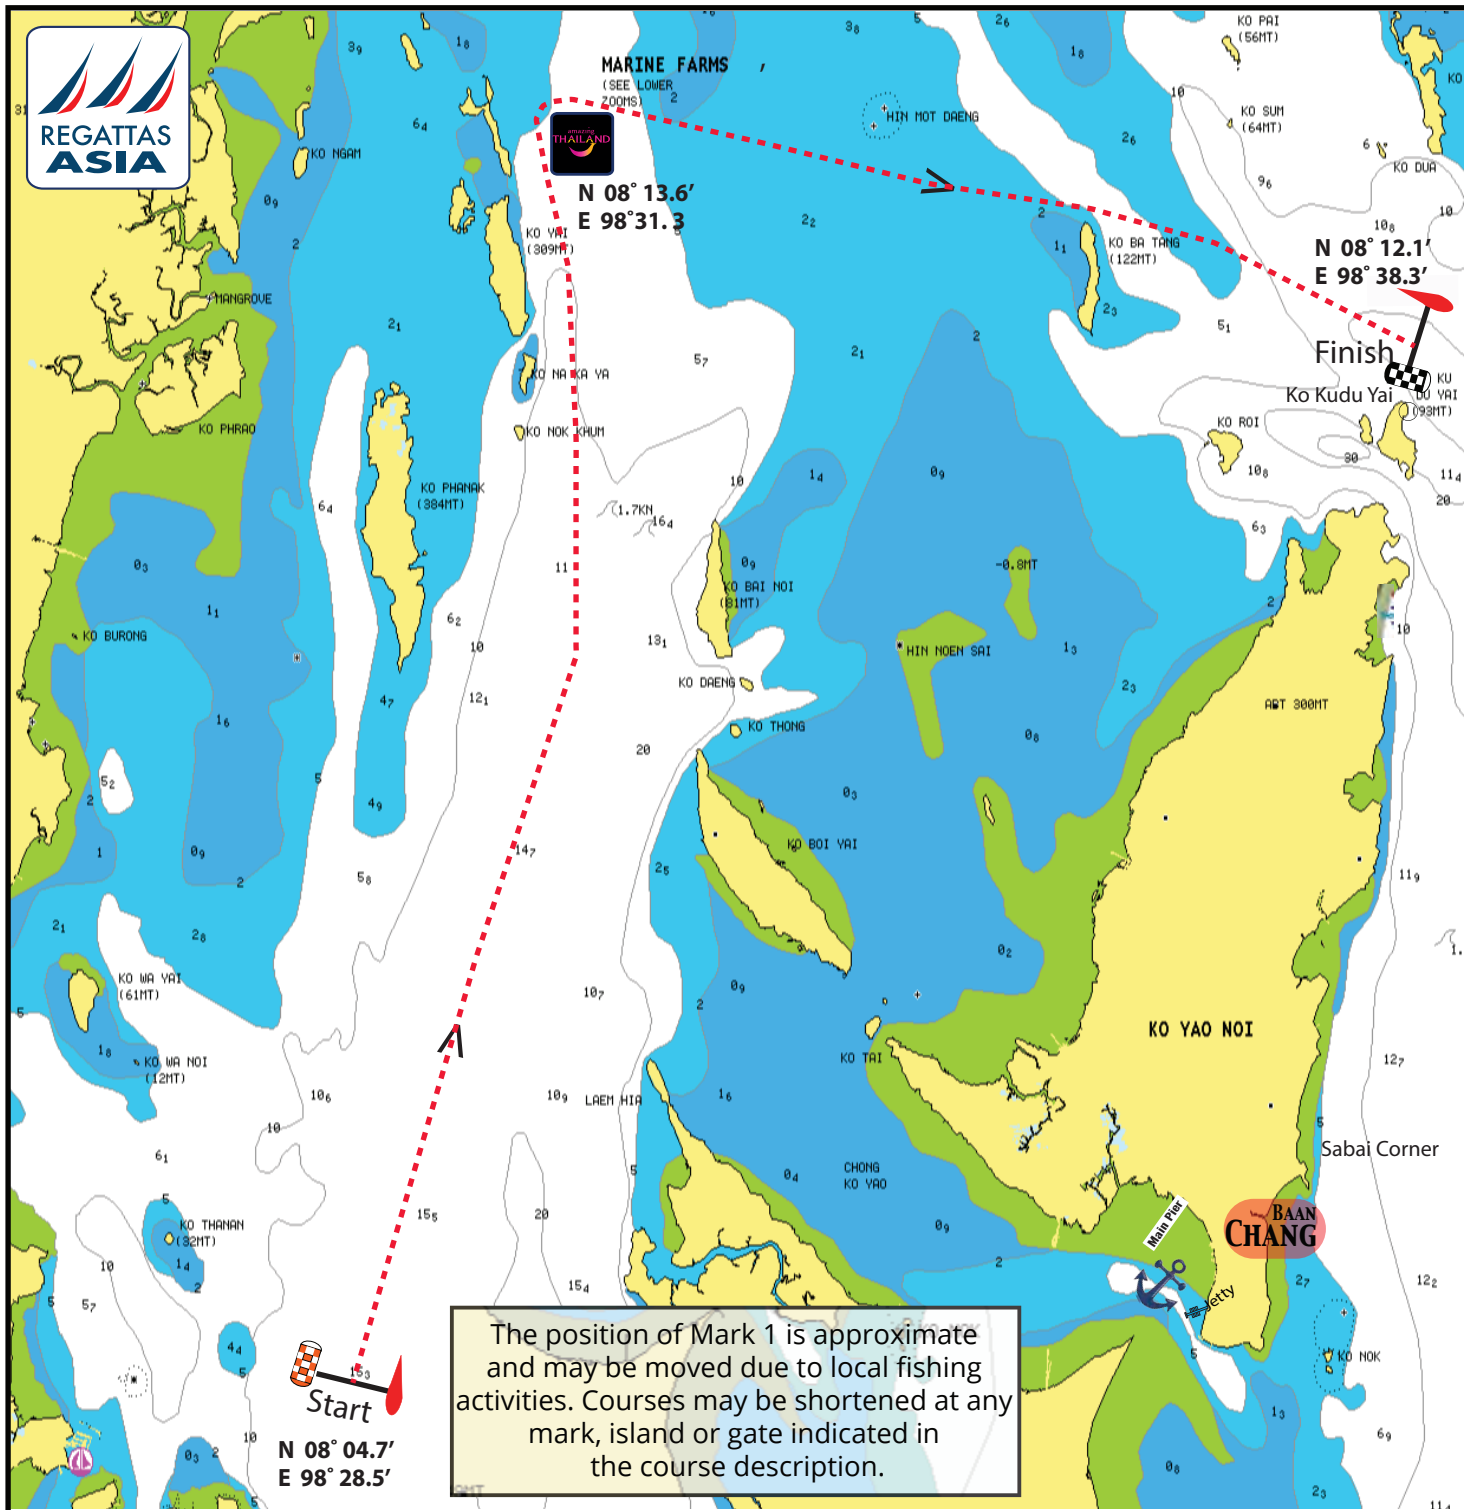 REGATTAS
ASIA
MARINE FARMS
(SEE LOWER
ZOOMS)
amazing
THAILAND
N 08° 13.6'
E 98°31.3
KO NGAM
KO YAI
(309MT)
MANGROVE
KO PHRAO
KO NA KA YA
KO NOK KHUM
KO PHANAK
(384MT)
KO BURONG
HIN MOT DAENG
KO PAI
(56MT)
KO SUM
(64MT)
KO DUA
KO
KO BA TANG
(122MT)
N 08° 12.1'
E 98° 38.3'
Finish
Ko Kudu Yai
KU
DU YAI
(93MT)
KO ROI
1.7KN
KO BAI NOI
(81MT)
-0.8MT
HIN NOEN SAI
KO DAENG
KO THONG
ABT 300MT
KO BOI YAI
KO WA YAI
(61MT)
KO WA NOI
(12MT)
KO TAI
KO YAO NOI
LAEM HIA
CHONG
KO YAO
Sabai Corner
KO THANAN
(32MT)
Main Pier
BAAN
CHANG
Jetty
KO NOK
Start
N 08° 04.7'
E 98° 28.5'
The position of Mark 1 is approximate
and may be moved due to local fishing
activities. Courses may be shortened at any
mark, island or gate indicated in
the course description.